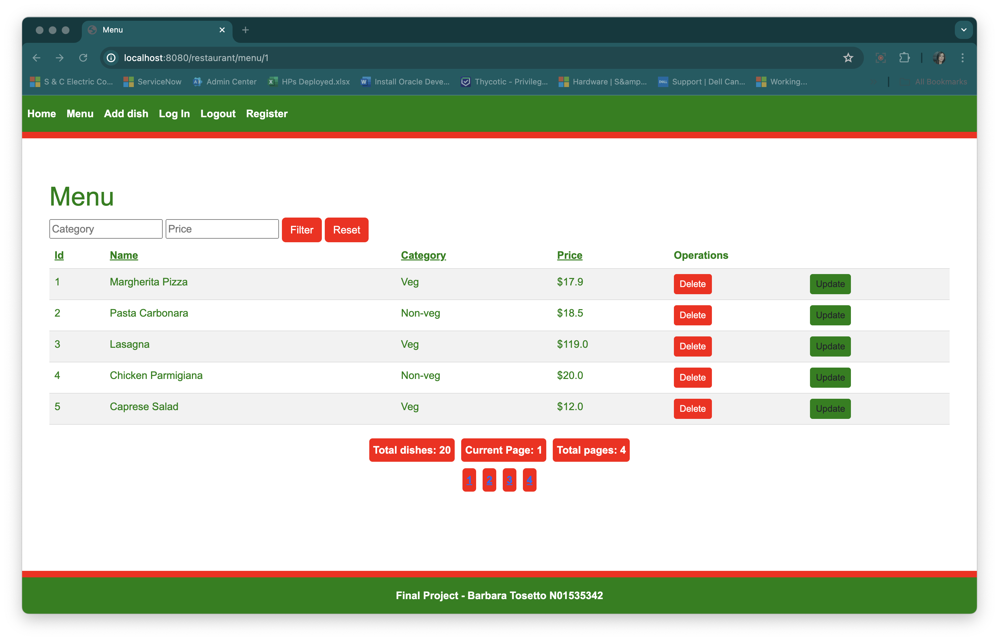 Menu
localhost:8080/restaurant/menu/1
S & C Electric Co... ServiceNow Admin Center HPs Deployed.xlsx Install Oracle Deve... Thycotic - Privileg... Hardware | S&amp... Support | Dell Can... Working... All Bookmarks
Home Menu Add dish Log In Logout Register
Menu
Category Price Filter Reset
Id Name Category Price Operations
1 Margherita Pizza Veg $17.9 Delete Update
2 Pasta Carbonara Non-veg $18.5 Delete Update
3 Lasagna Veg $119.0 Delete Update
4 Chicken Parmigiana Non-veg $20.0 Delete Update
5 Caprese Salad Veg $12.0 Delete Update
Total dishes: 20 Current Page: 1 Total pages: 4
1 2 3 4
Final Project - Barbara Tosetto N01535342